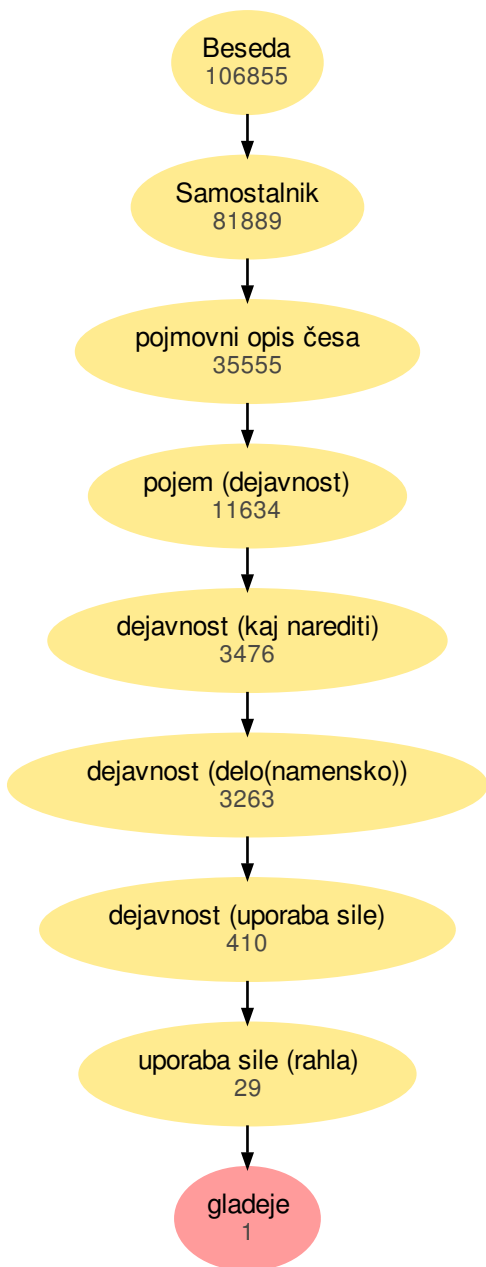 Beseda
106855
Samostalnik
81889
pojmovni opis česa
35555
pojem (dejavnost)
11634
dejavnost (kaj narediti)
3476
dejavnost (delo(namensko))
3263
dejavnost (uporaba sile)
410
uporaba sile (rahla)
29
gladeje
1